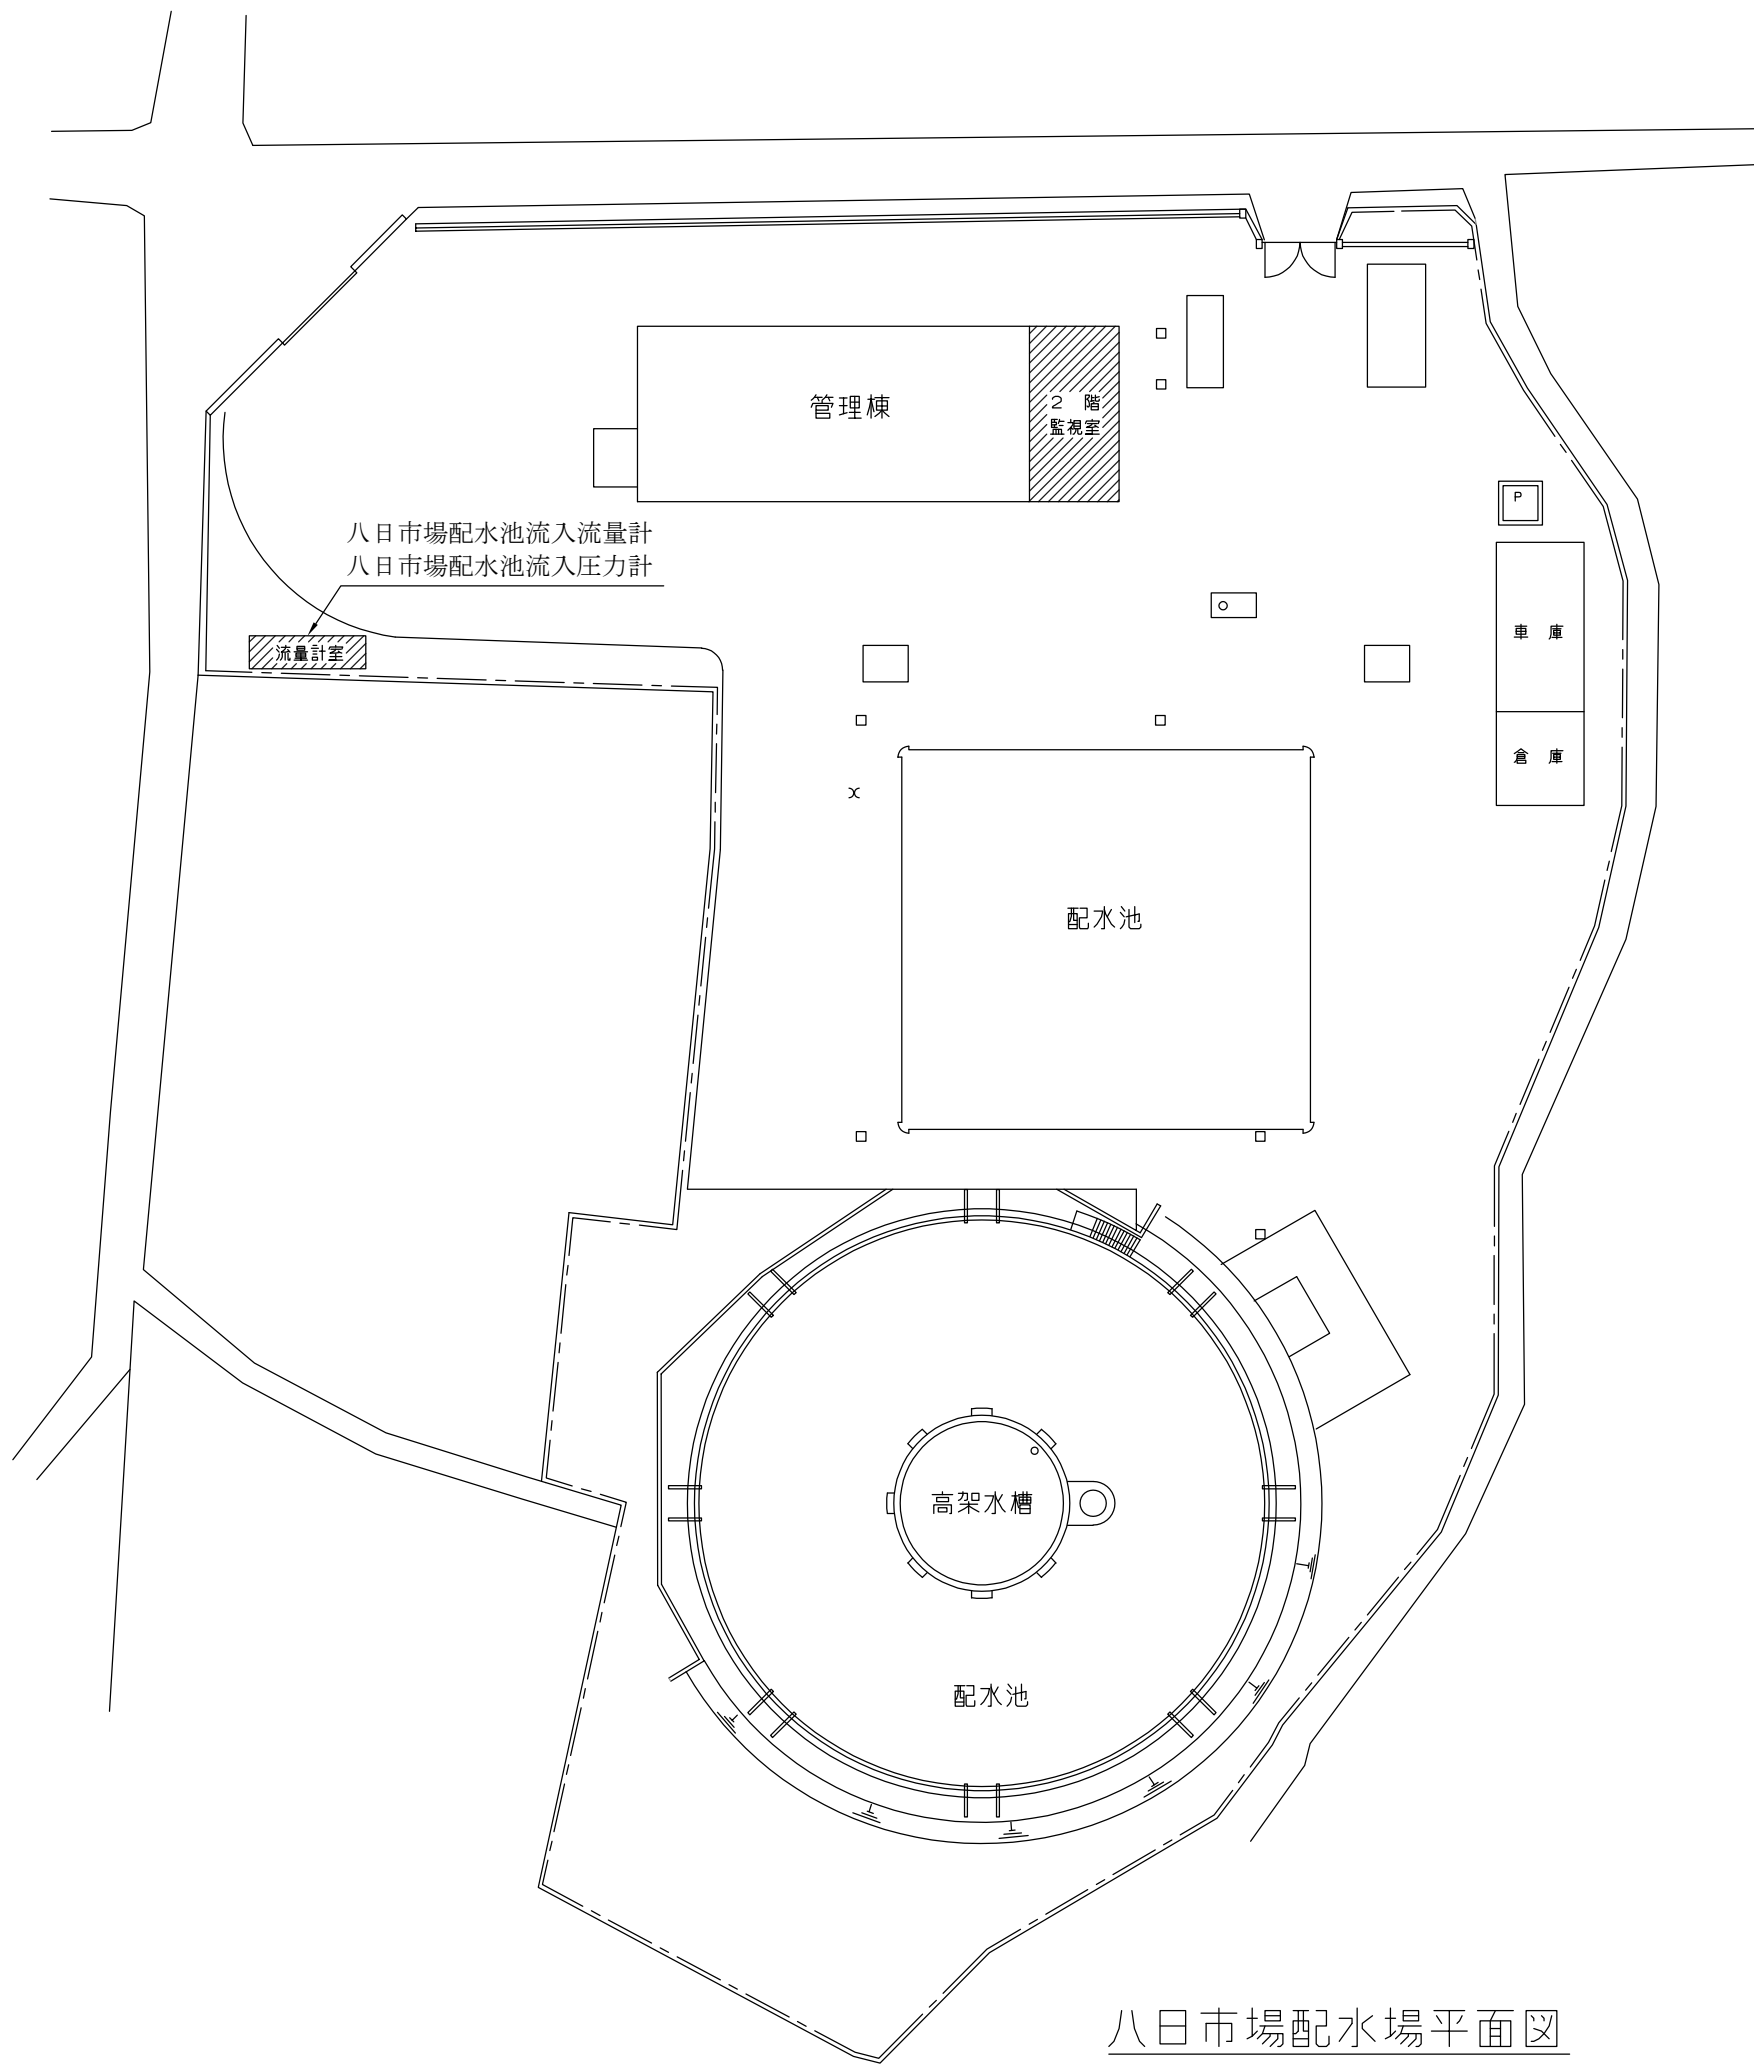 管理棟
2 階
監視室
P
八日市場配水池流入流量計
八日市場配水池流入圧力計
流量計室
車 庫
倉 庫
配水池
高架水槽
配水池
八日市場配水場平面図